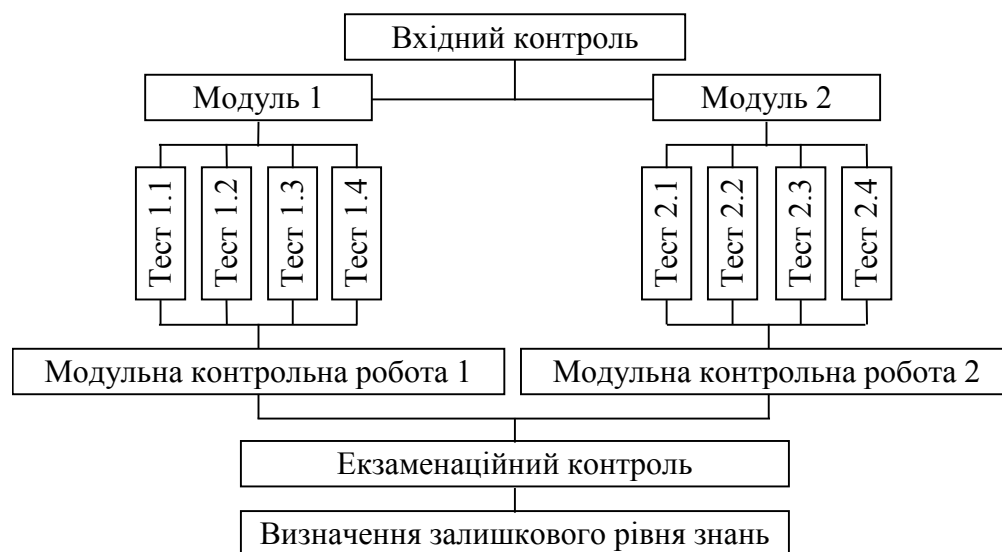 Вхідний контроль
Модуль 1
Модуль 2
Тест 1.1
Тест 1.2
Тест 1.3
Тест 1.4
Тест 2.1
Тест 2.2
Тест 2.3
Тест 2.4
Модульна контрольна робота 1
Модульна контрольна робота 2
Екзаменаційний контроль
Визначення залишкового рівня знань